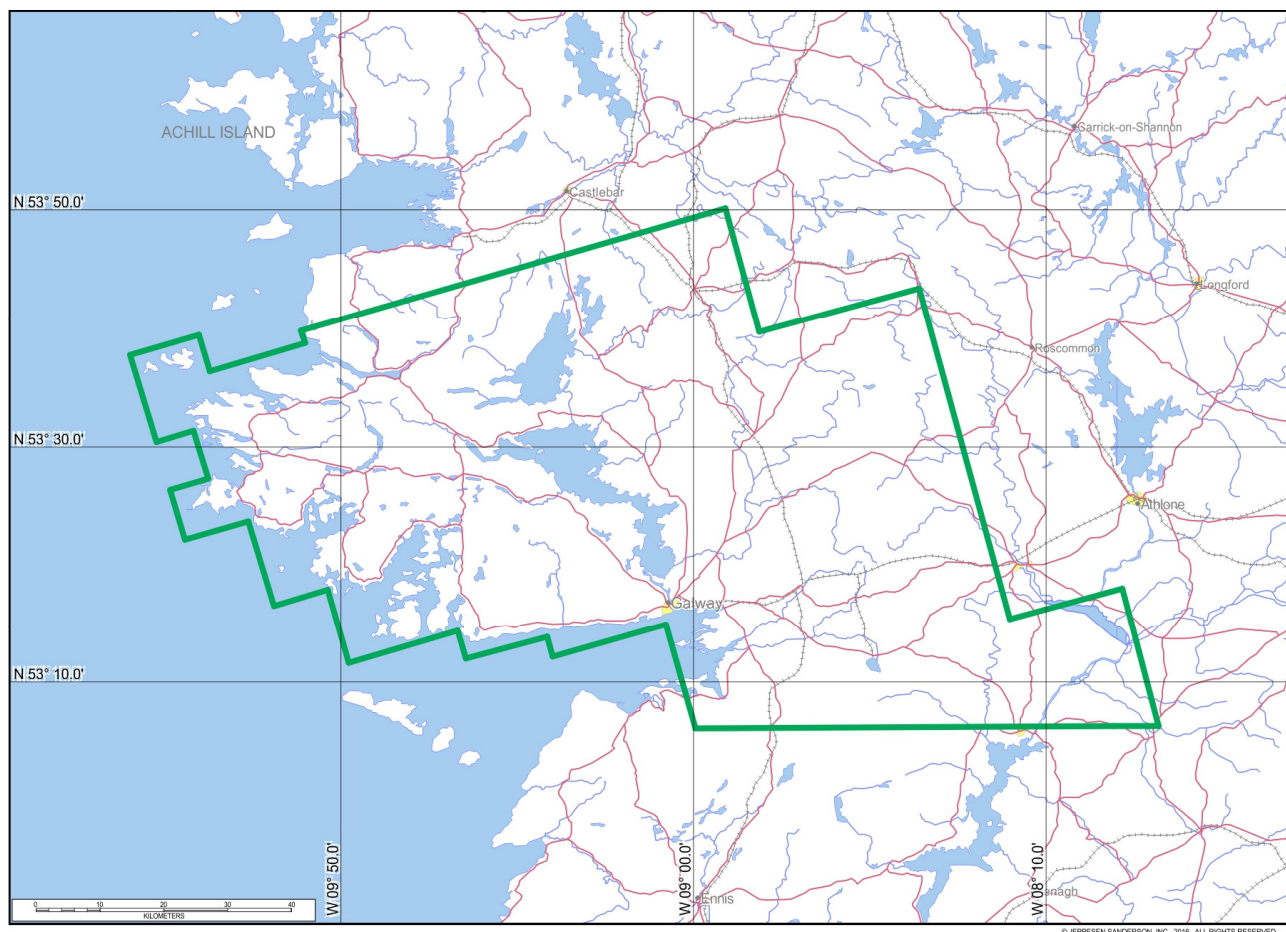 ACHILL ISLAND
Carrick-on-Shannon
Castlebar
N 53° 50.0'
Longford
Roscommon
N 53° 30.0'
Athlone
Galway
N 53° 10.0'
W 09° 50.0'
W 09° 00.0'
W 08° 10.0'
0 10 20 30 40
KILOMETERS
Ennis
enagh
© JEPPESEN SANDERSON, INC., 2016. ALL RIGHTS RESERVED